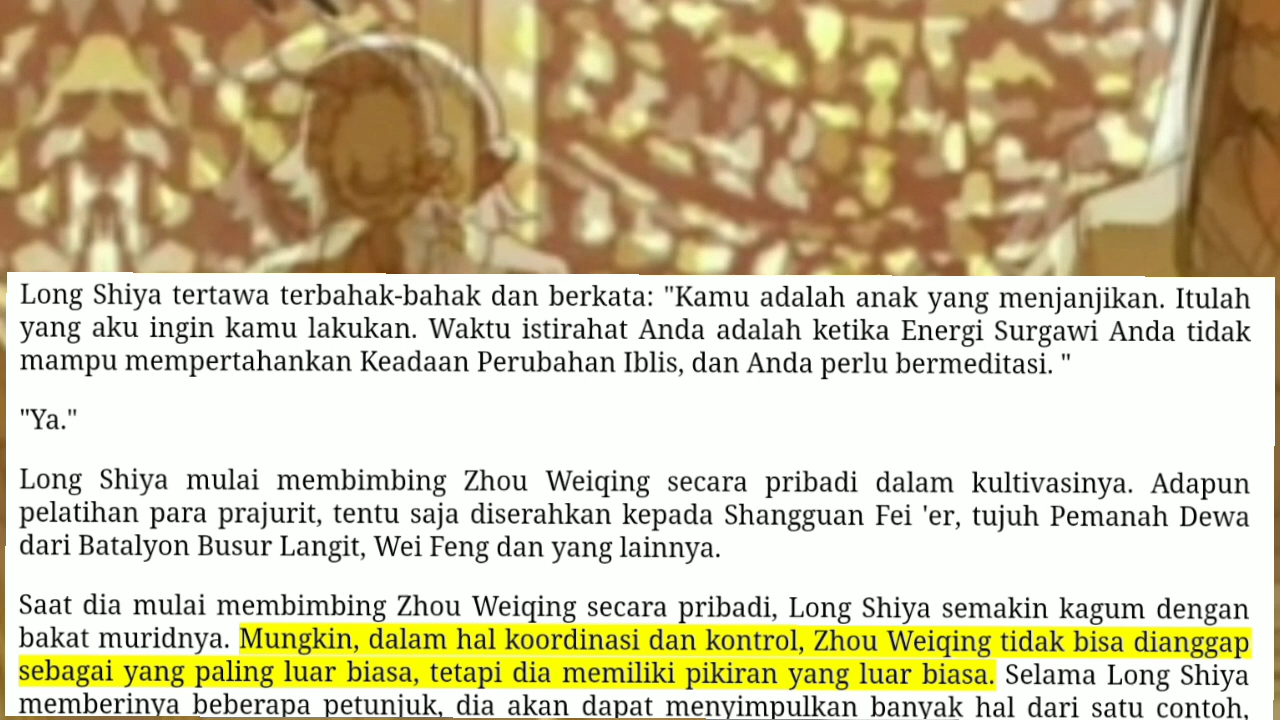 Long Shiya tertawa terbahak-bahak dan berkata: "Kamu adalah anak yang menjanjikan. Itulah
yang aku ingin kamu lakukan. Waktu istirahat Anda adalah ketika Energi Surgawi Anda tidak
mampu mempertahankan Keadaan Perubahan Iblis, dan Anda perlu bermeditasi. "
"Ya."
Long Shiya mulai membimbing Zhou Weiqing secara pribadi dalam kultivasinya. Adapun
pelatihan para prajurit, tentu saja diserahkan kepada Shangguan Fei 'er, tujuh Pemanah Dewa
dari Batalyon Busur Langit, Wei Feng dan yang lainnya.
Saat dia mulai membimbing Zhou Weiqing secara pribadi, Long Shiya semakin kagum dengan
bakat muridnya. Mungkin, dalam hal koordinasi dan kontrol, Zhou Weiqing tidak bisa dianggap
sebagai yang paling luar biasa, tetapi dia memiliki pikiran yang luar biasa. Selama Long Shiya
memberinya beberapa petunjuk, dia akan dapat menyimpulkan banyak hal dari satu contoh,